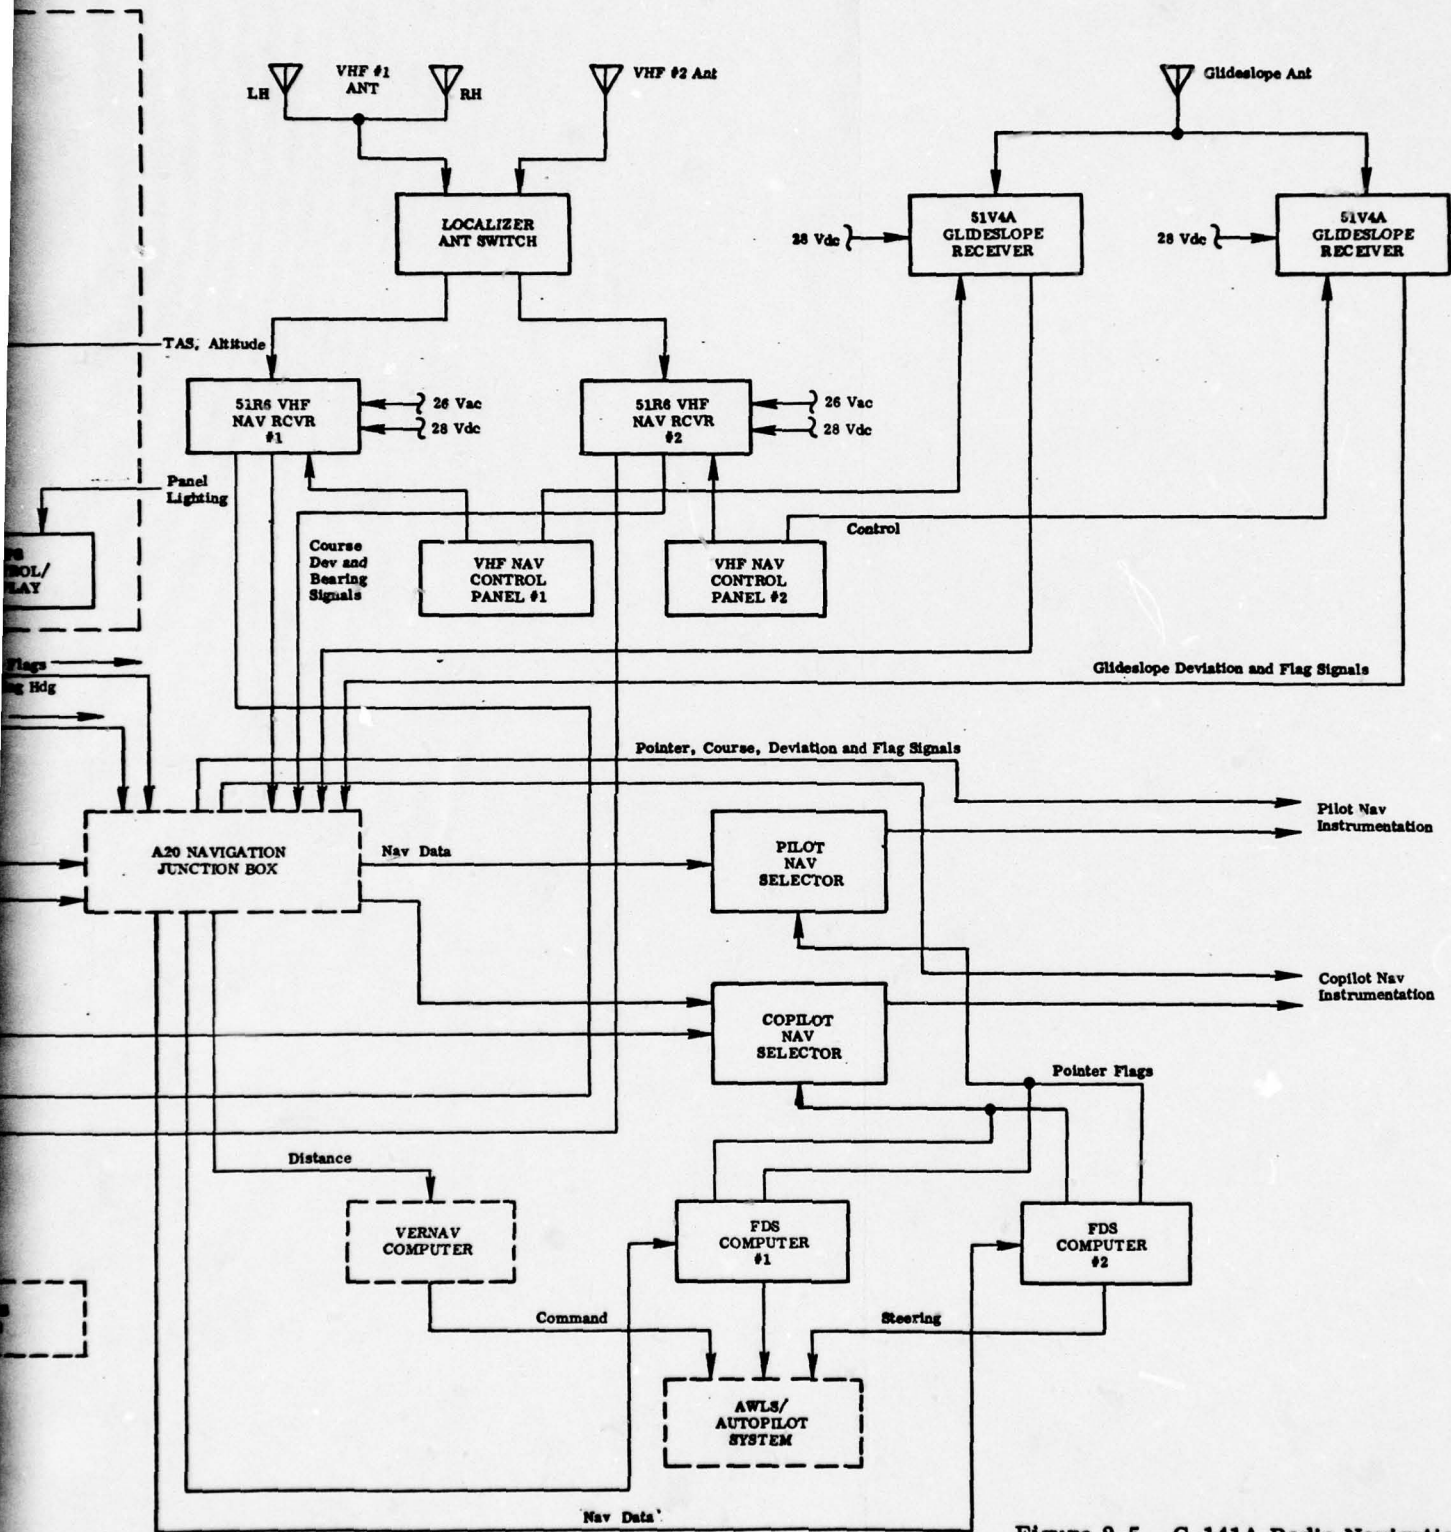 VHF #1
ANT
LH
RH
VHF #2 Ant
Glideslope Ant
LOCALIZER
ANT SWITCH
28 Vdc
51V4A
GLIDESLOPE
RECEIVER
28 Vdc
51V4A
GLIDESLOPE
RECEIVER
TAS, Altitude
51R6 VHF
NAV RCVR
#1
26 Vac
28 Vdc
51R6 VHF
NAV RCVR
#2
26 Vac
28 Vdc
Panel
Lighting
Control
Course
Dev and
Bearing
Signals
VHF NAV
CONTROL
PANEL #1
VHF NAV
CONTROL
PANEL #2
ROL/
LAY
Flags
Hdg
Glideslope Deviation and Flag Signals
Pointer, Course, Deviation and Flag Signals
Pilot Nav
Instrumentation
A20 NAVIGATION
JUNCTION BOX
Nav Data
PILOT
NAV
SELECTOR
Copilot Nav
Instrumentation
COPILOT
NAV
SELECTOR
Pointer Flags
Distance
VERNAV
COMPUTER
FDS
COMPUTER
#1
FDS
COMPUTER
#2
Command
Steering
AWLS/
AUTOPILOT
SYSTEM
Nav Data
C-141A Radio